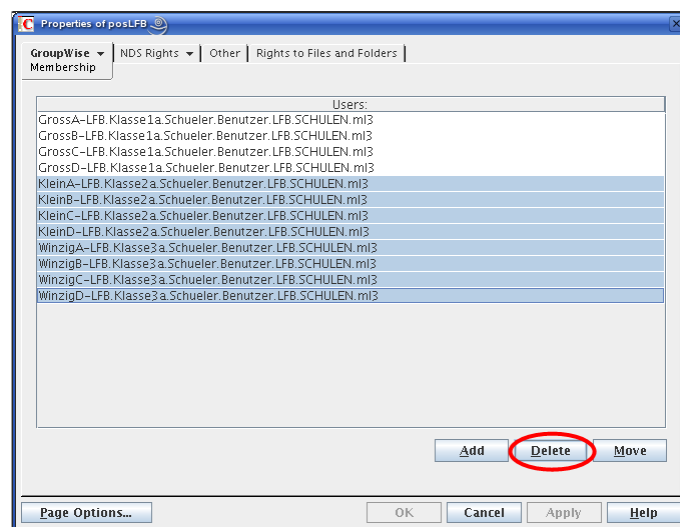 Properties of posLFB
GroupWise NDS Rights Other Rights to Files and Folders
Membership
Users:
GrossA-LFB.Klasse1a.Schueler.Benutzer.LFB.SCHULEN.ml3
GrossB-LFB.Klasse1a.Schueler.Benutzer.LFB.SCHULEN.ml3
GrossC-LFB.Klasse1a.Schueler.Benutzer.LFB.SCHULEN.ml3
GrossD-LFB.Klasse1a.Schueler.Benutzer.LFB.SCHULEN.ml3
KleinA-LFB.Klasse2a.Schueler.Benutzer.LFB.SCHULEN.ml3
KleinB-LFB.Klasse2a.Schueler.Benutzer.LFB.SCHULEN.ml3
KleinC-LFB.Klasse2a.Schueler.Benutzer.LFB.SCHULEN.ml3
KleinD-LFB.Klasse2a.Schueler.Benutzer.LFB.SCHULEN.ml3
WinzigA-LFB.Klasse3a.Schueler.Benutzer.LFB.SCHULEN.ml3
WinzigB-LFB.Klasse3a.Schueler.Benutzer.LFB.SCHULEN.ml3
WinzigC-LFB.Klasse3a.Schueler.Benutzer.LFB.SCHULEN.ml3
WinzigD-LFB.Klasse3a.Schueler.Benutzer.LFB.SCHULEN.ml3
Add Delete Move
Page Options... OK Cancel Apply Help